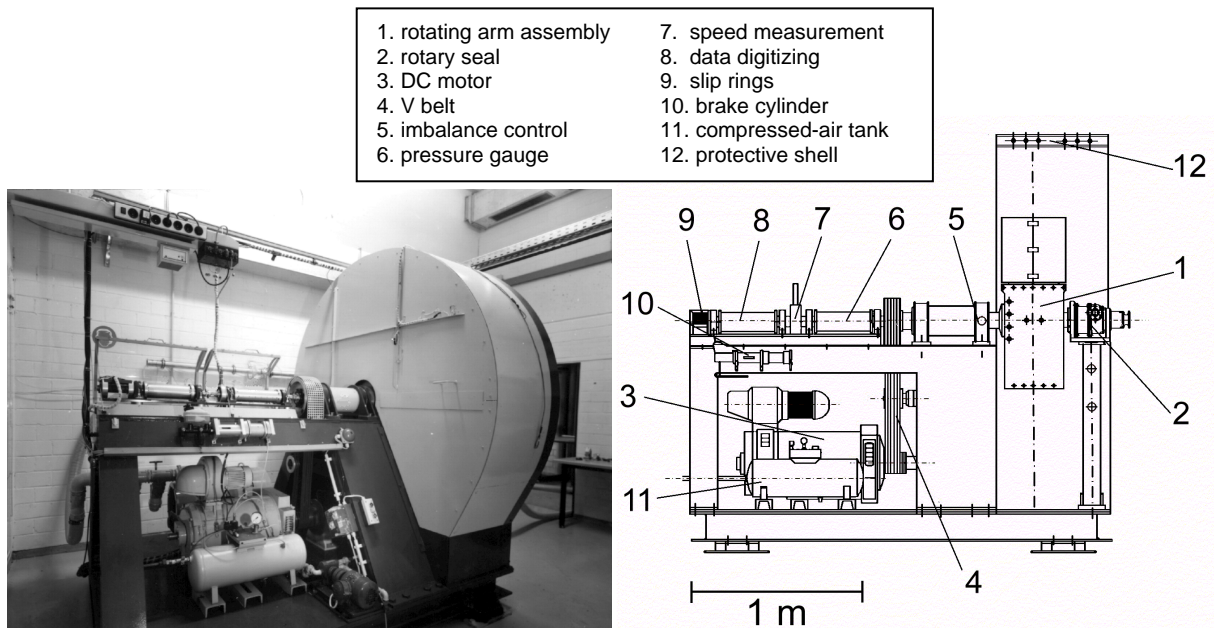 1. rotating arm assembly
2. rotary seal
3. DC motor
4. V belt
5. imbalance control
6. pressure gauge
7. speed measurement
8. data digitizing
9. slip rings
10. brake cylinder
11. compressed-air tank
12. protective shell
12
9 8 7 6 5
1
10
3
2
11
4
1 m